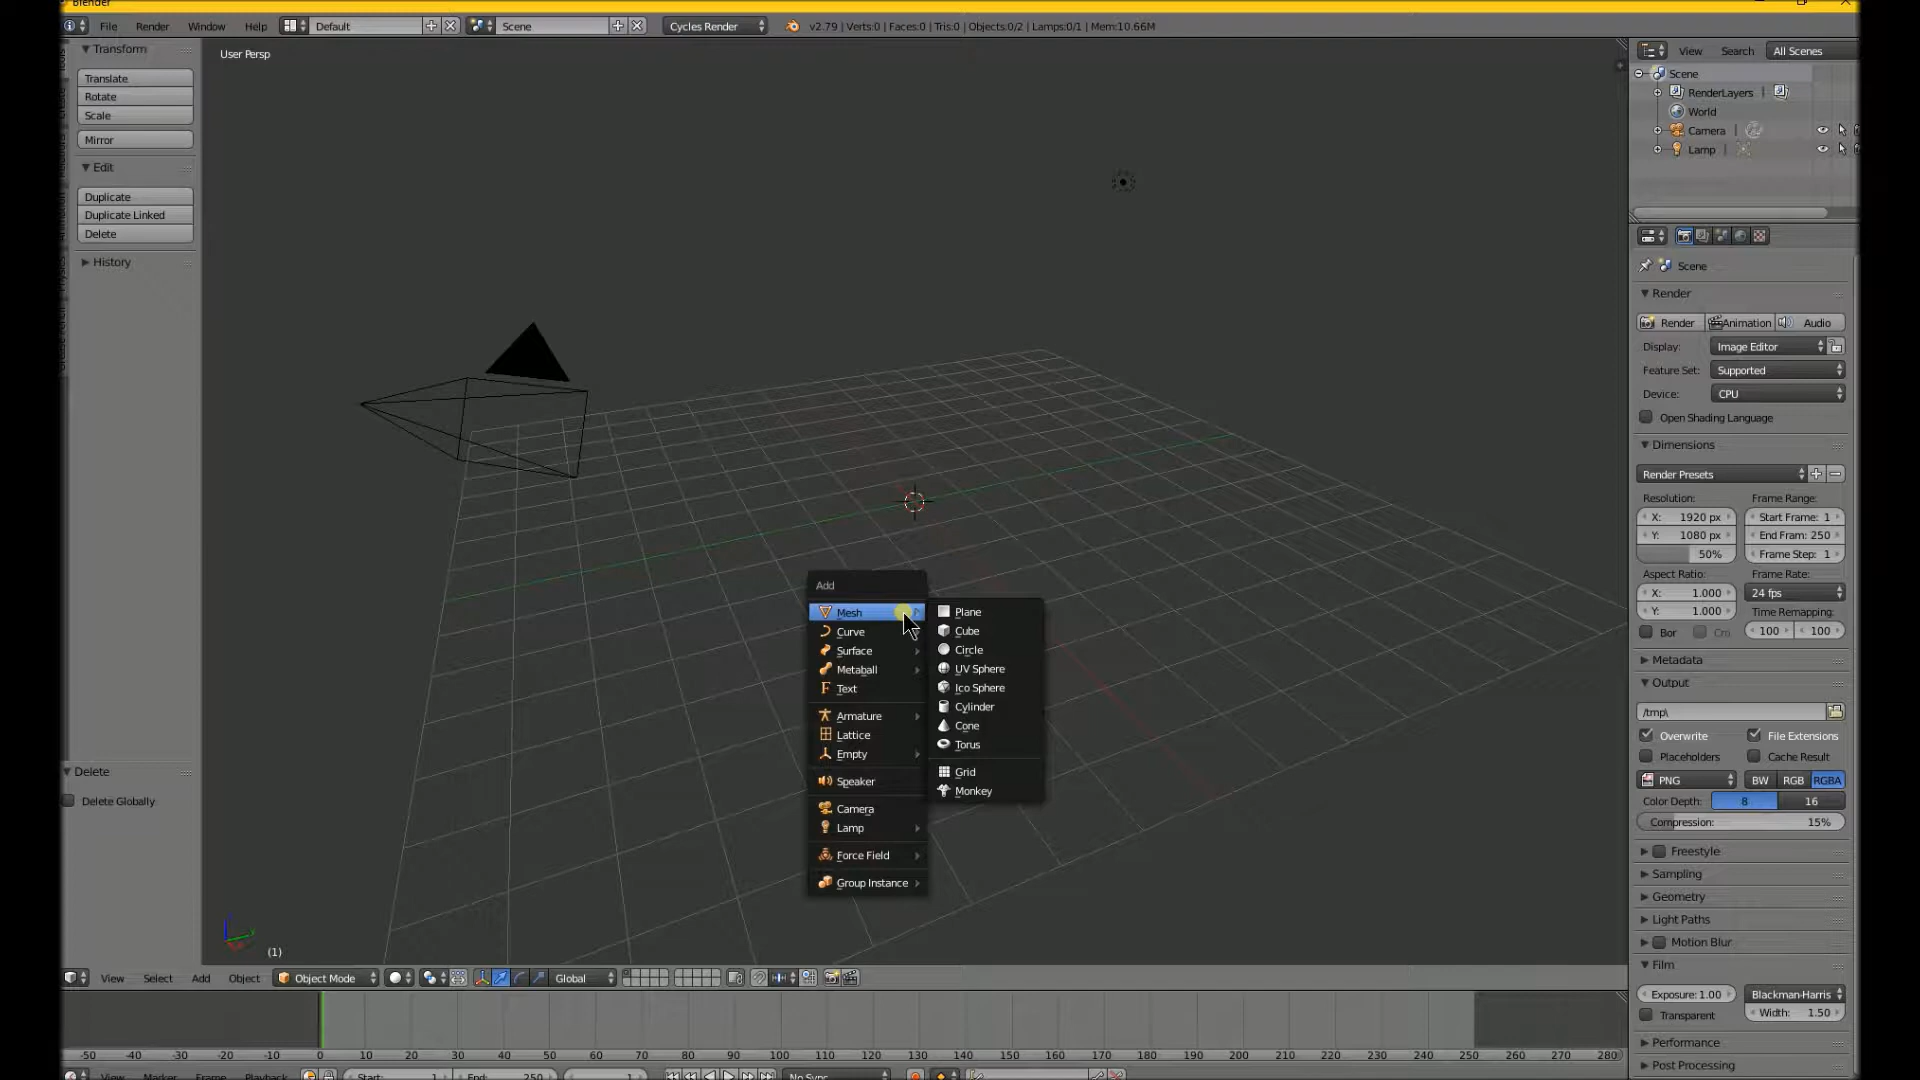 Blender
File Render Window Help Default Scene Cycles Render v2.79 | Verts:0 | Faces:0 | Tris:0 | Objects:0/2 | Lamps:0/1 | Mem:10.66M
Transform
Translate
Rotate
Scale
Mirror
Edit
Duplicate
Duplicate Linked
Delete
History
Delete
Delete Globally
User Persp
Add
Mesh
Curve
Surface
Metaball
Text
Armature
Lattice
Empty
Speaker
Camera
Lamp
Force Field
Group Instance
Plane
Cube
Circle
UV Sphere
Ico Sphere
Cylinder
Cone
Torus
Grid
Monkey
(1)
View Select Add Object Object Mode Global
-50 -40 -30 -20 -10 0 10 20 30 40 50 60 70 80 90 100 110 120 130 140 150 160 170 180 190 200 210 220 230 240 250 260 270 280
View Marker Frame Playback Start: 1 End: 250 1 No Sync
View Search All Scenes
Scene
RenderLayers |
World
Camera |
Lamp |
Scene
Render
Render Animation Audio
Display: Image Editor
Feature Set: Supported
Device: CPU
Open Shading Language
Dimensions
Render Presets
Resolution: Frame Range:
X: 1920 px Start Frame: 1
Y: 1080 px End Fram: 250
50% Frame Step: 1
Aspect Ratio: Frame Rate:
X: 1.000 24 fps
Y: 1.000 Time Remapping:
Bor 100 100
Metadata
Output
/tmp\
Overwrite File Extensions
Placeholders Cache Result
PNG BW RGB RGBA
Color Depth: 8 16
Compression: 15%
Freestyle
Sampling
Geometry
Light Paths
Motion Blur
Film
Exposure: 1.00 Blackman-Harris
Transparent Width: 1.50
Performance
Post Processing